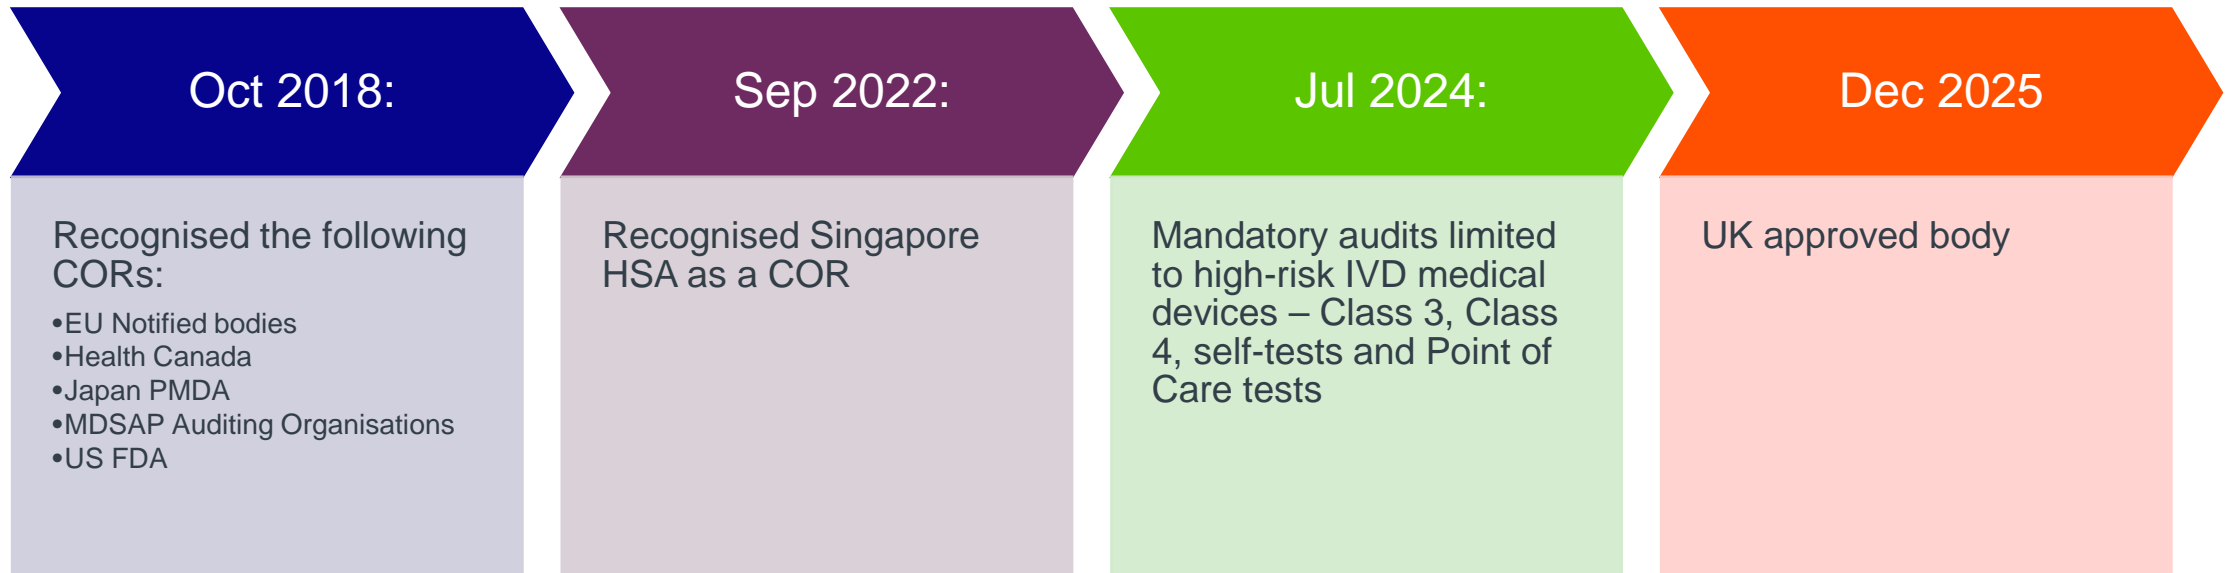 Oct 2018:
Recognised the following
CORs:
•EU Notified bodies
•Health Canada
•Japan PMDA
•MDSAP Auditing Organisations
•US FDA
Sep 2022:
Recognised Singapore
HSA as a COR
Jul 2024:
Mandatory audits limited
to high-risk IVD medical
devices – Class 3, Class
4, self-tests and Point of
Care tests
Dec 2025
UK approved body